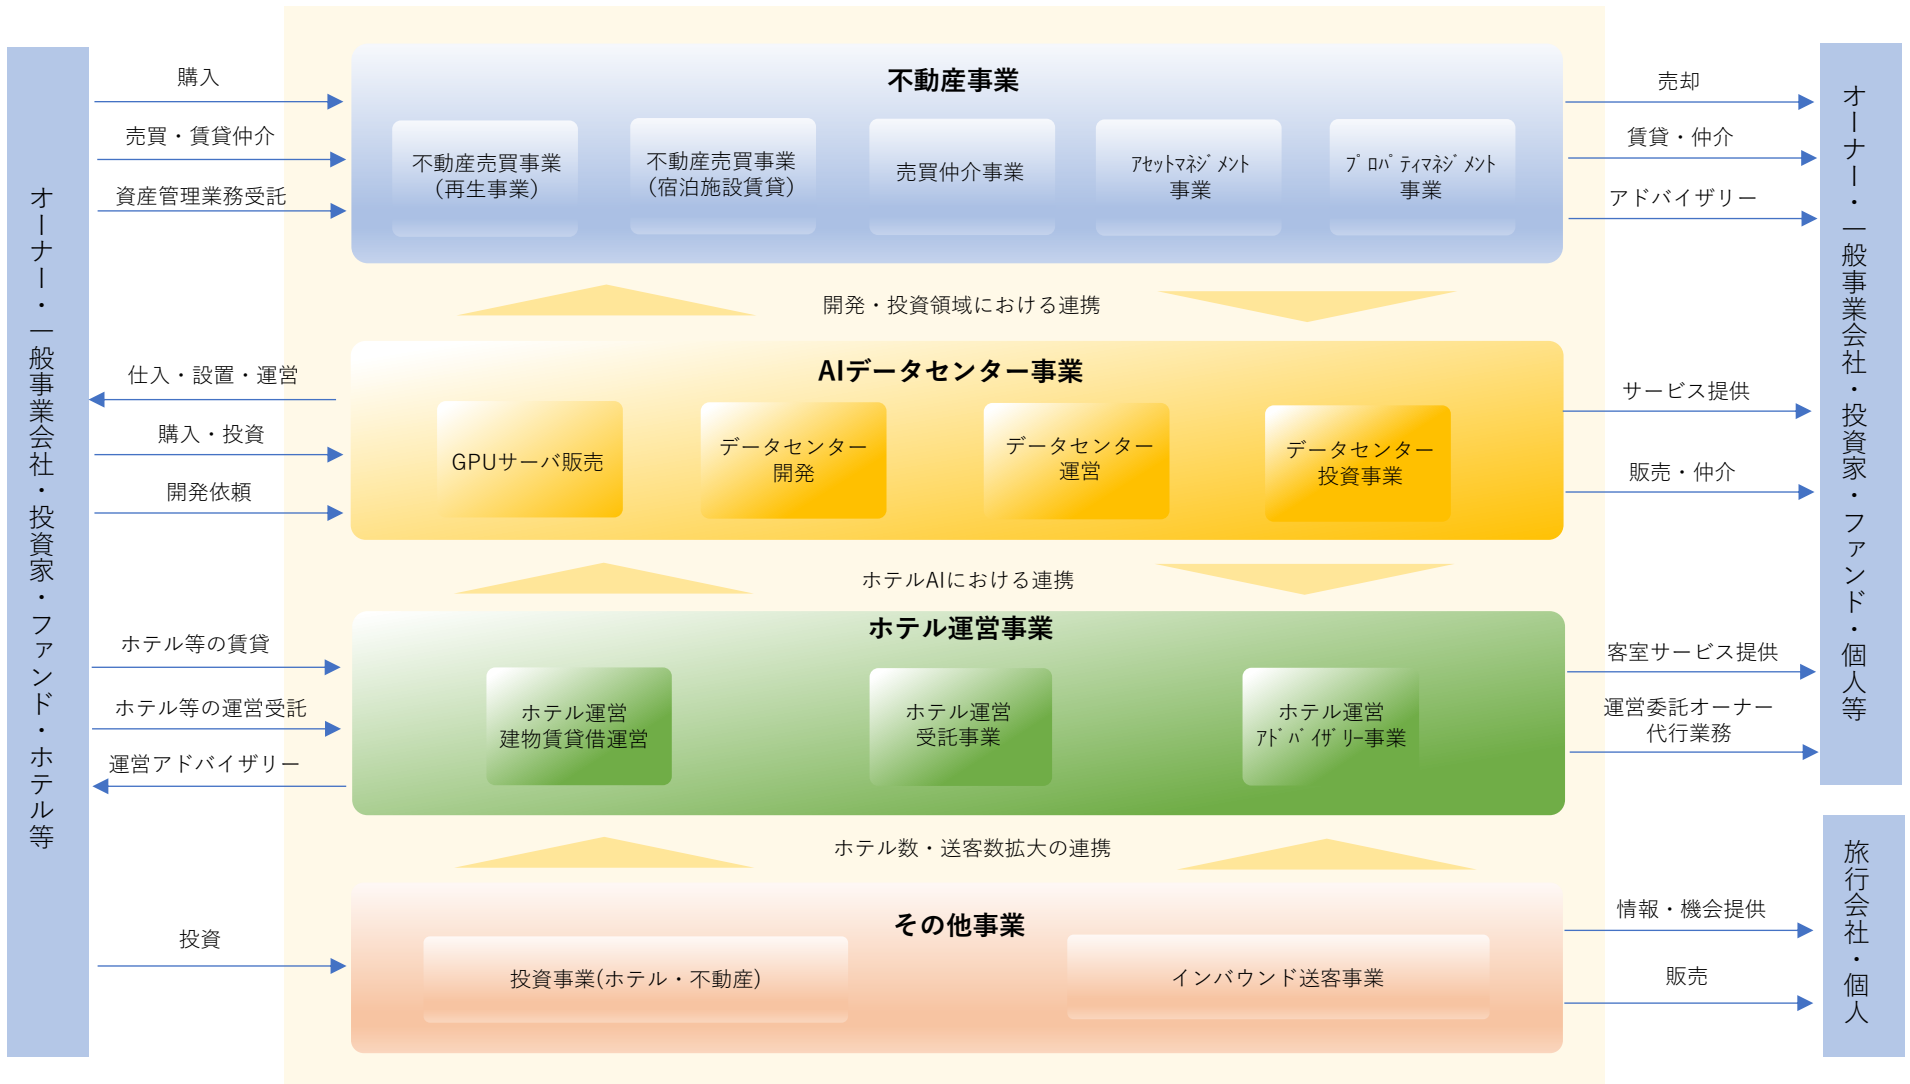 オーナー・一般事業会社・投資家・ファンド・ホテル等
購入
売買・賃貸仲介
資産管理業務受託
不動産事業
不動産売買事業
(再生事業)
不動産売買事業
(宿泊施設賃貸)
売買仲介事業
ｱｾｯﾄﾏﾈｼﾞﾒﾝﾄ
事業
ﾌﾟﾛﾊﾟﾃｨﾏﾈｼﾞﾒﾝﾄ
事業
売却
賃貸・仲介
アドバイザリー
オーナー・一般事業会社・投資家・ファンド・個人等
開発・投資領域における連携
仕入・設置・運営
購入・投資
開発依頼
AIデータセンター事業
GPUサーバ販売
データセンター
開発
データセンター
運営
データセンター
投資事業
サービス提供
販売・仲介
ホテルAIにおける連携
ホテル等の賃貸
ホテル等の運営受託
運営アドバイザリー
ホテル運営事業
ホテル運営
建物賃貸借運営
ホテル運営
受託事業
ホテル運営
ｱﾄﾞﾊﾞｲｻﾞﾘｰ事業
客室サービス提供
運営委託オーナー
代行業務
ホテル数・送客数拡大の連携
投資
その他事業
投資事業(ホテル・不動産)
インバウンド送客事業
情報・機会提供
販売
旅行会社・個人